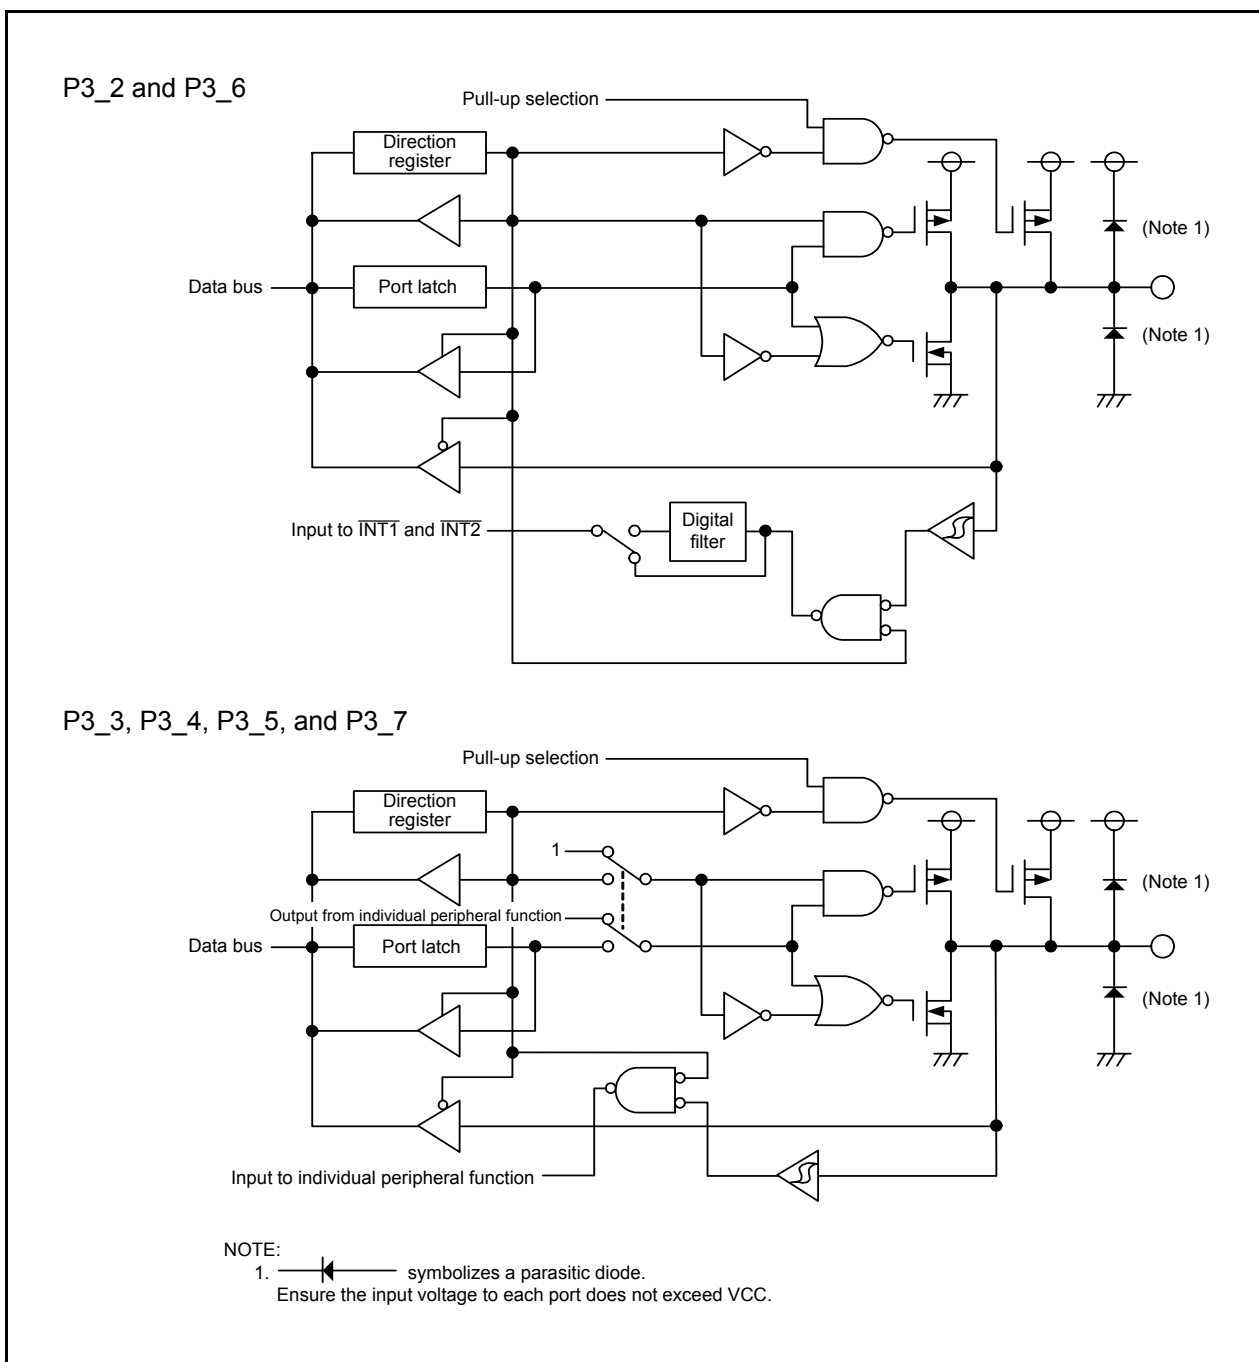 P3_2 and P3_6
Pull-up selection
Direction
register
(Note 1)
Data bus
Port latch
(Note 1)
Input to INT1 and INT2
Digital
filter
P3_3, P3_4, P3_5, and P3_7
Pull-up selection
Direction
register
1
(Note 1)
Output from individual peripheral function
Data bus
Port latch
(Note 1)
Input to individual peripheral function
NOTE:
1. symbolizes a parasitic diode.
Ensure the input voltage to each port does not exceed VCC.